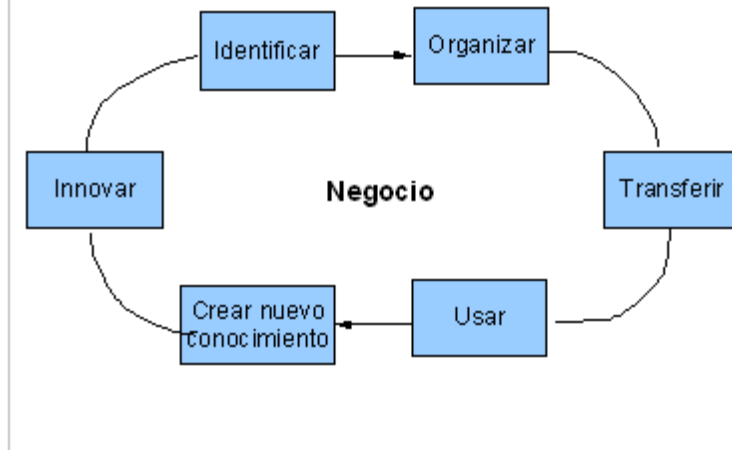 Identificar
Organizar
Innovar
Negocio
Transferir
Crear nuevo
conocimiento
Usar